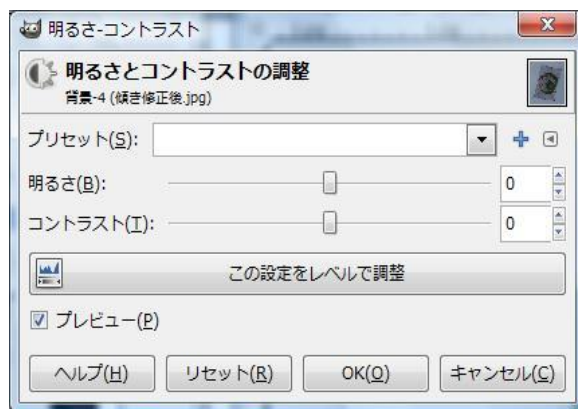 明るさ-コントラスト
明るさとコントラストの調整
背景-4 (傾き修正後.jpg)
プリセット(S):
明るさ(B): 0
コントラスト(T): 0
この設定をレベルで調整
プレビュー(P)
ヘルプ(H) リセット(R) OK(O) キャンセル(C)